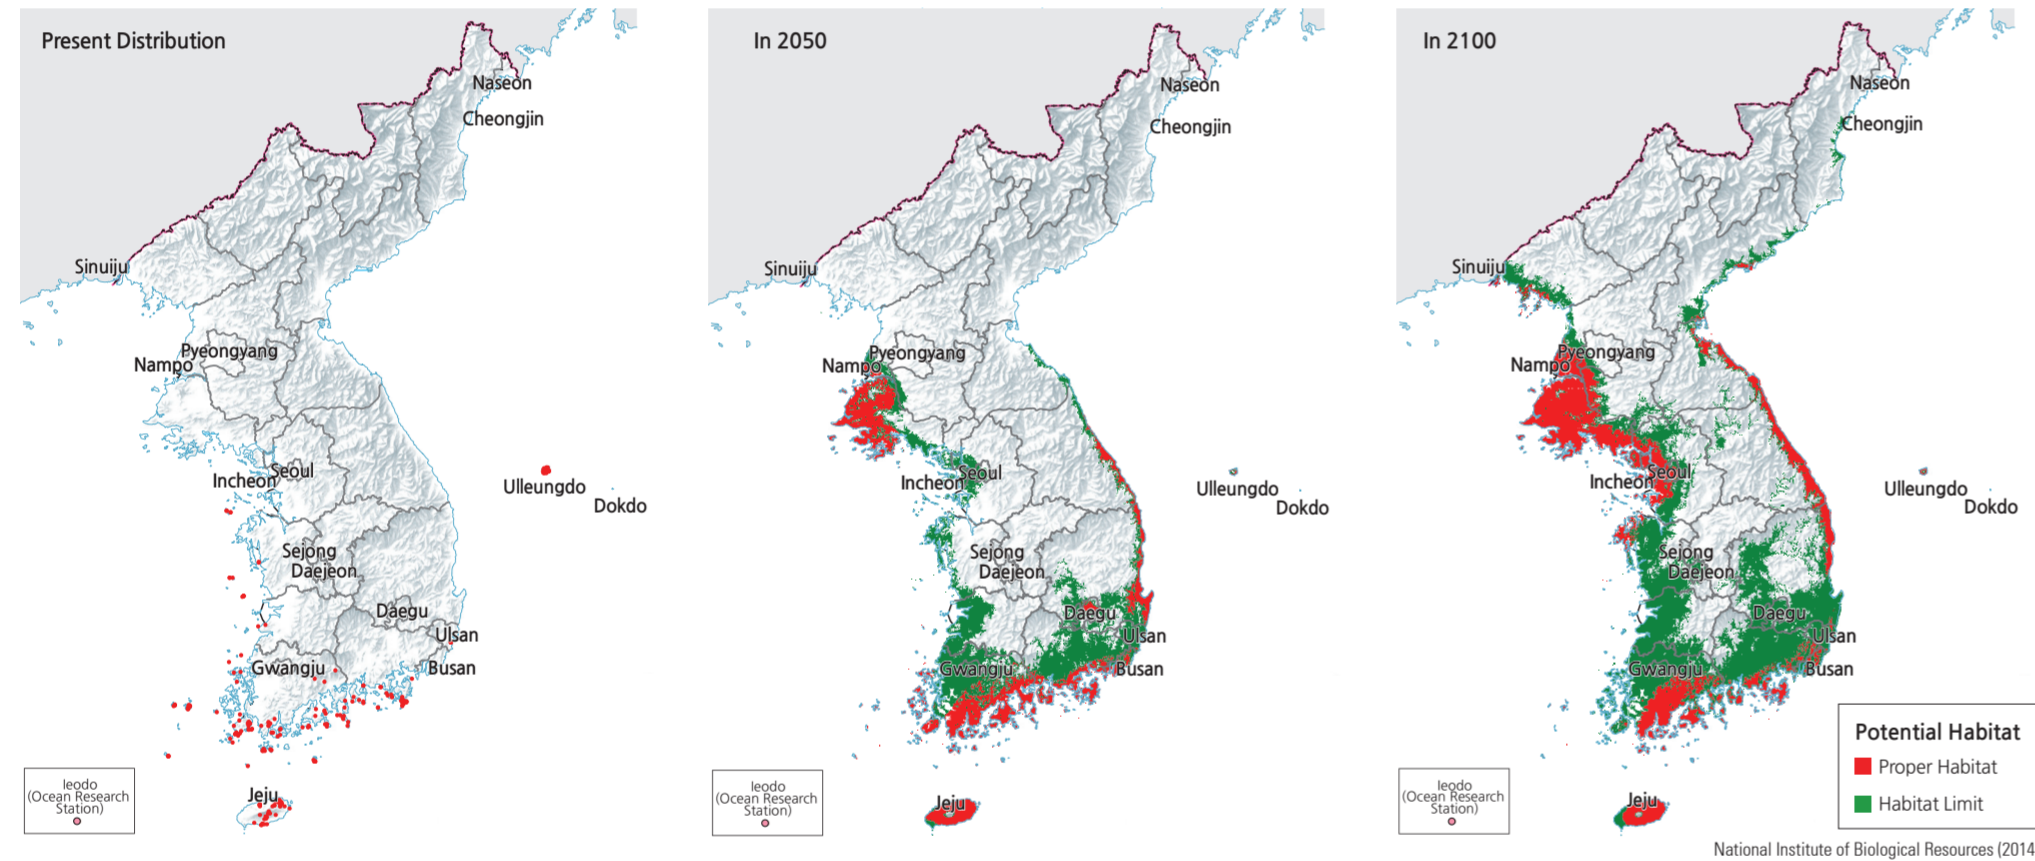 Present Distribution
Naseon
Cheongjin
Sinuiju
Pyeongyang
Nampo
Seoul
Incheon
Ulleungdo
Dokdo
Sejong
Daejeon
Daegu
Ulsan
Gwangju
Busan
Ieodo
(Ocean Research
Station)
Jeju
In 2050
Naseon
Cheongjin
Sinuiju
Pyeongyang
Nampo
Seoul
Incheon
Ulleungdo
Dokdo
Sejong
Daejeon
Daegu
Ulsan
Gwangju
Busan
Ieodo
(Ocean Research
Station)
Jeju
In 2100
Naseon
Cheongjin
Sinuiju
Pyeongyang
Nampo
Seoul
Incheon
Ulleungdo
Dokdo
Sejong
Daejeon
Daegu
Ulsan
Gwangju
Busan
Ieodo
(Ocean Research
Station)
Jeju
Potential Habitat
Proper Habitat
Habitat Limit
National Institute of Biological Resources (2014